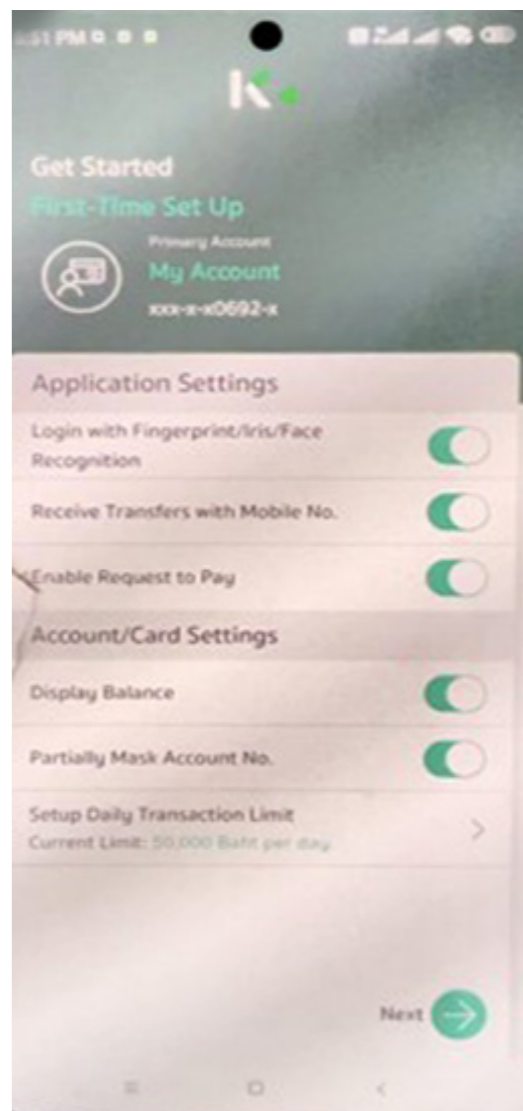 :51 PM
K+
Get Started
First-Time Set Up
Primary Account
My Account
xxx-x-x0692-x
Application Settings
Login with Fingerprint/Iris/Face
Recognition
Receive Transfers with Mobile No.
Enable Request to Pay
Account/Card Settings
Display Balance
Partially Mask Account No.
Setup Daily Transaction Limit
Current Limit: 50,000 Baht per day.
Next